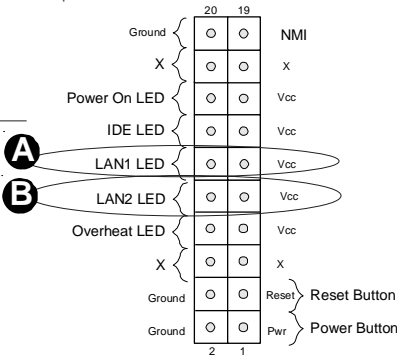 20 19
Ground NMI
X X
Power On LED Vcc
IDE LED Vcc
A
LAN1 LED Vcc
B
LAN2 LED Vcc
Overheat LED Vcc
X X
Ground Reset Reset Button
Ground Pwr Power Button
2 1